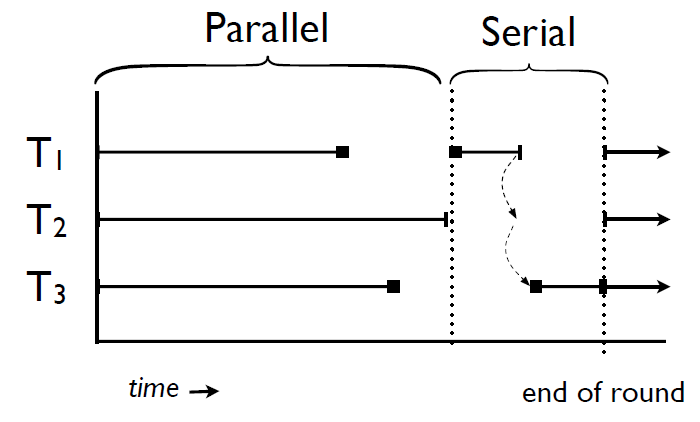 Parallel
Serial
T1
T2
T3
time
end of round